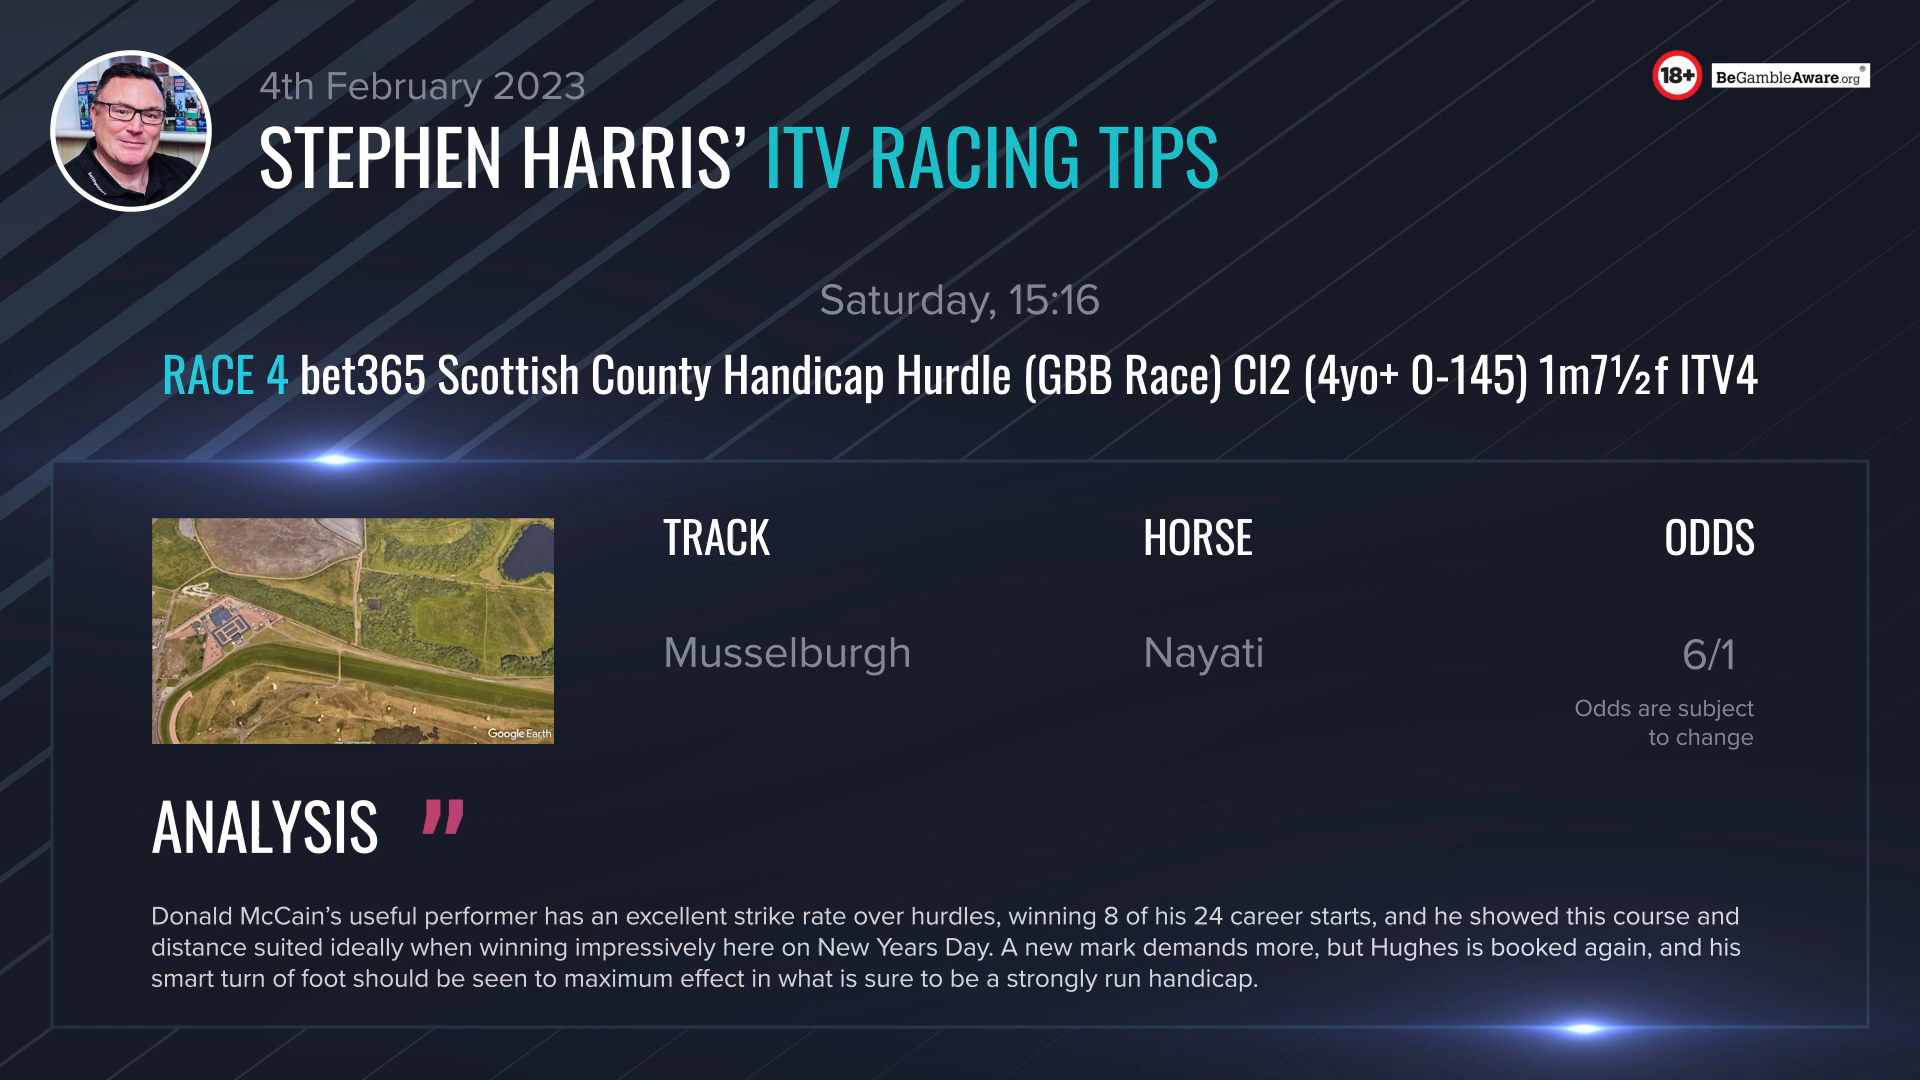 4th February 2023
STEPHEN HARRIS’ ITV RACING TIPS
18+
BeGambleAware.org®
Saturday, 15:16
RACE 4 bet365 Scottish County Handicap Hurdle (GBB Race) Cl2 (4yo+ 0-145) 1m7½f ITV4
TRACK
HORSE
ODDS
Musselburgh
Nayati
6/1
Odds are subject
to change
Google Earth
ANALYSIS ”
Donald McCain’s useful performer has an excellent strike rate over hurdles, winning 8 of his 24 career starts, and he showed this course and
distance suited ideally when winning impressively here on New Years Day. A new mark demands more, but Hughes is booked again, and his
smart turn of foot should be seen to maximum effect in what is sure to be a strongly run handicap.